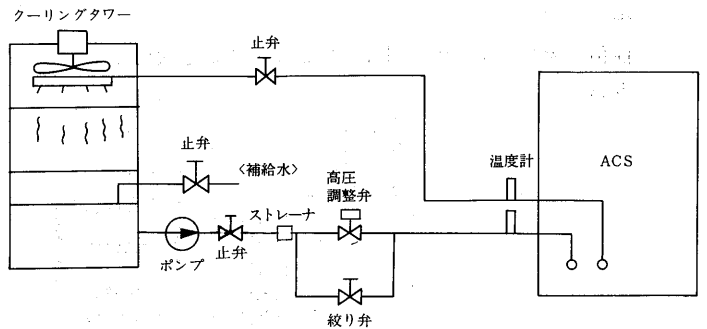 クーリングタワー
止弁
止弁
〈補給水〉
温度計
ACS
高圧
調整弁
ストレーナ
止弁
ポンプ
絞り弁